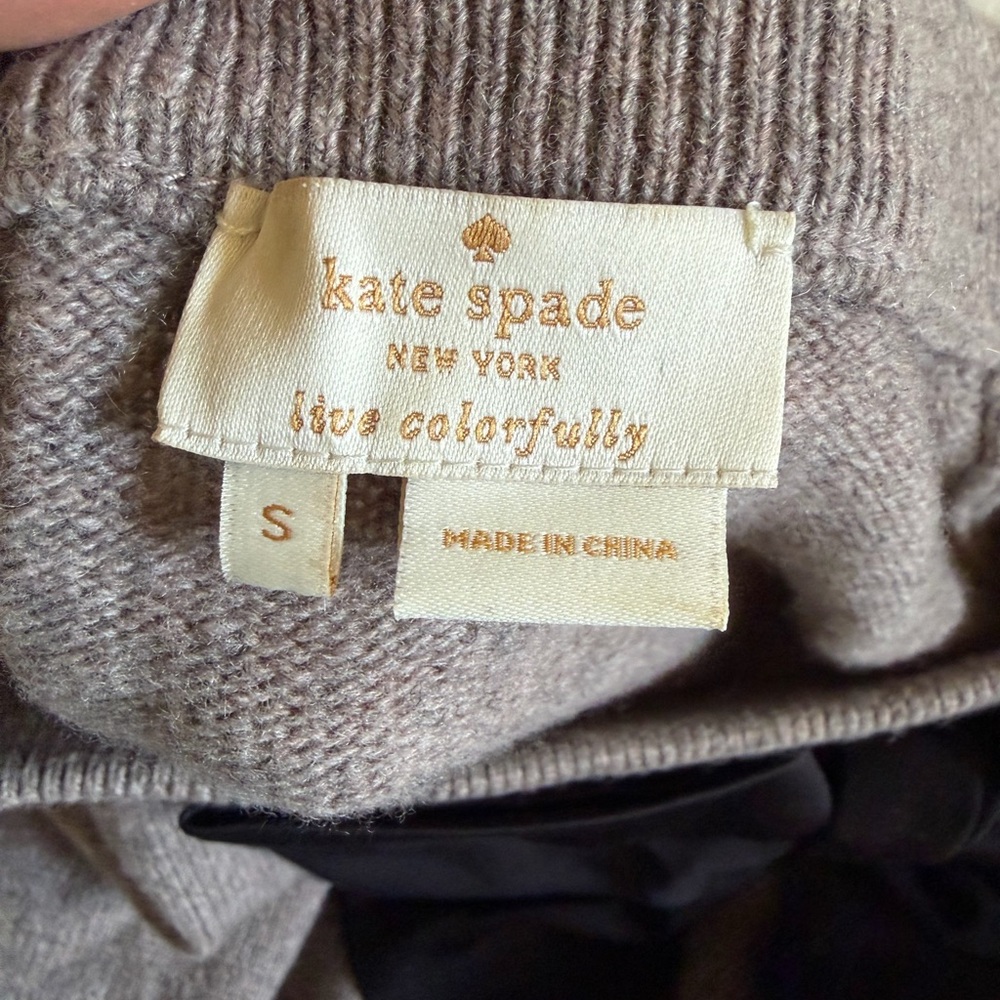 kate spade
NEW YORK
live colorfully
S
MADE IN CHINA